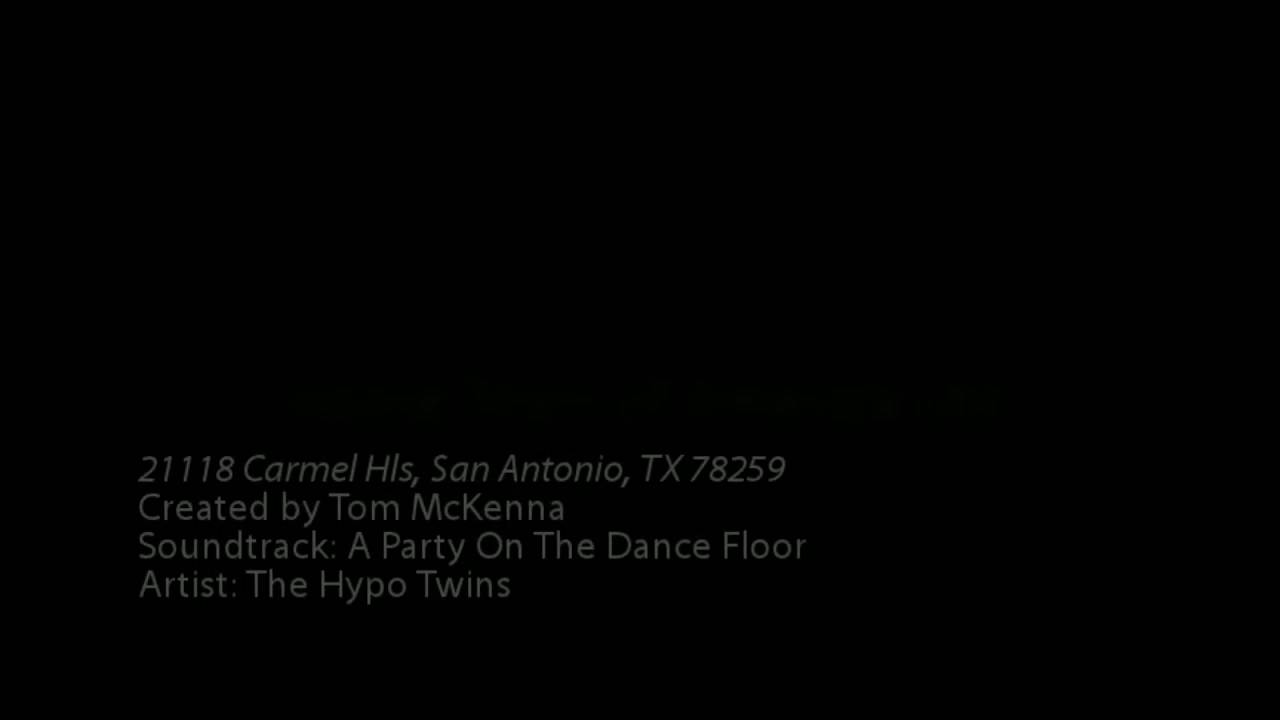 21118 Carmel Hls, San Antonio, TX 78259
Created by Tom McKenna
Soundtrack: A Party On The Dance Floor
Artist: The Hypo Twins